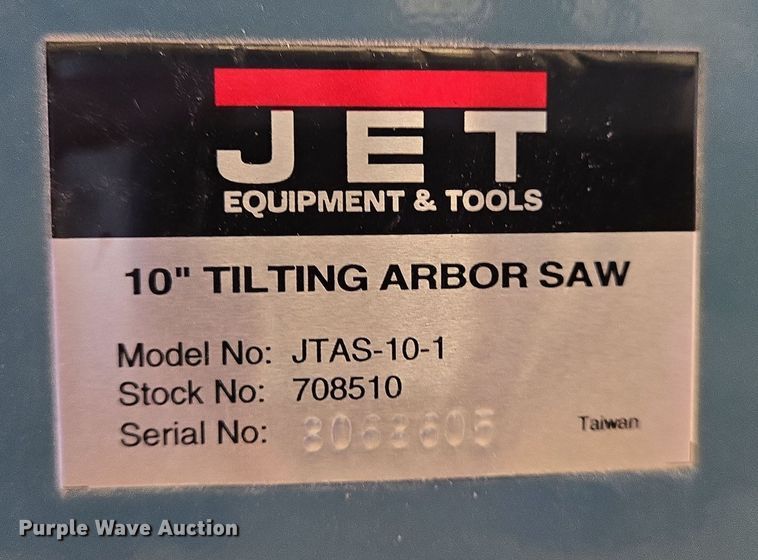 JET
EQUIPMENT & TOOLS
10" TILTING ARBOR SAW
Model No: JTAS-10-1
Stock No: 708510
Serial No:
Taiwan
Purple Wave Auction